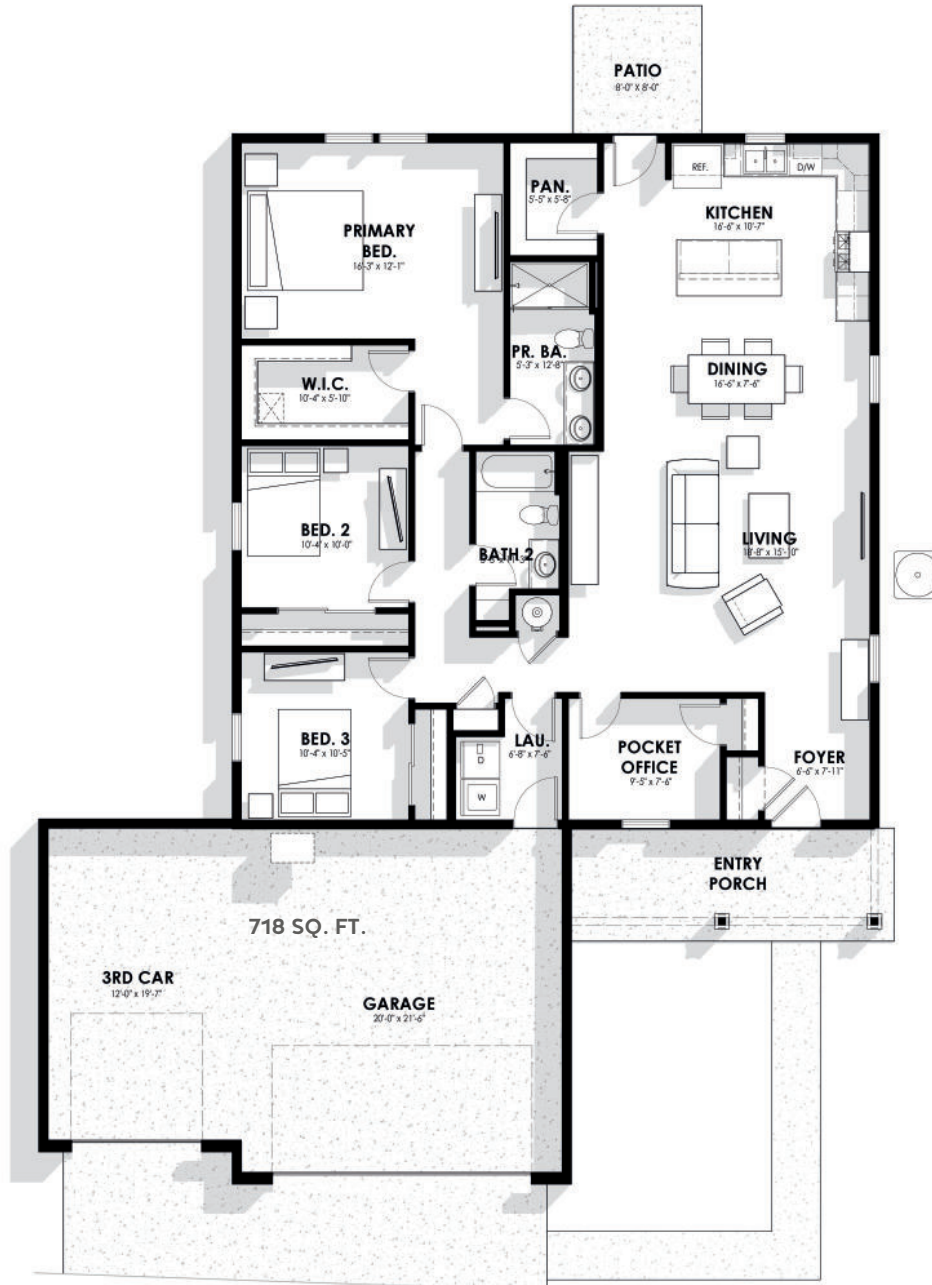 PATIO
8'-0" X 8'-0"
REF.
D/W
PAN.
5'-5" x 5'-8"
KITCHEN
16'-6" x 10'-7"
PRIMARY
BED.
16'-3" x 12'-1"
PR. BA.
5'-3" x 12'-8"
DINING
16'-6" x 7'-6"
W.I.C.
10'-4" x 5'-10"
BED. 2
10'-4" x 10'-0"
BATH 2
LIVING
BED. 3
10'-4" x 10'-5"
LAU.
6'-8" x 7'-6"
D
W
POCKET
OFFICE
9'-5" x 7'-6"
FOYER
6'-6" x 7'-11"
ENTRY
PORCH
718 SQ. FT.
3RD CAR
12'-0" x 19'-7"
GARAGE
20'-0" x 21'-6"